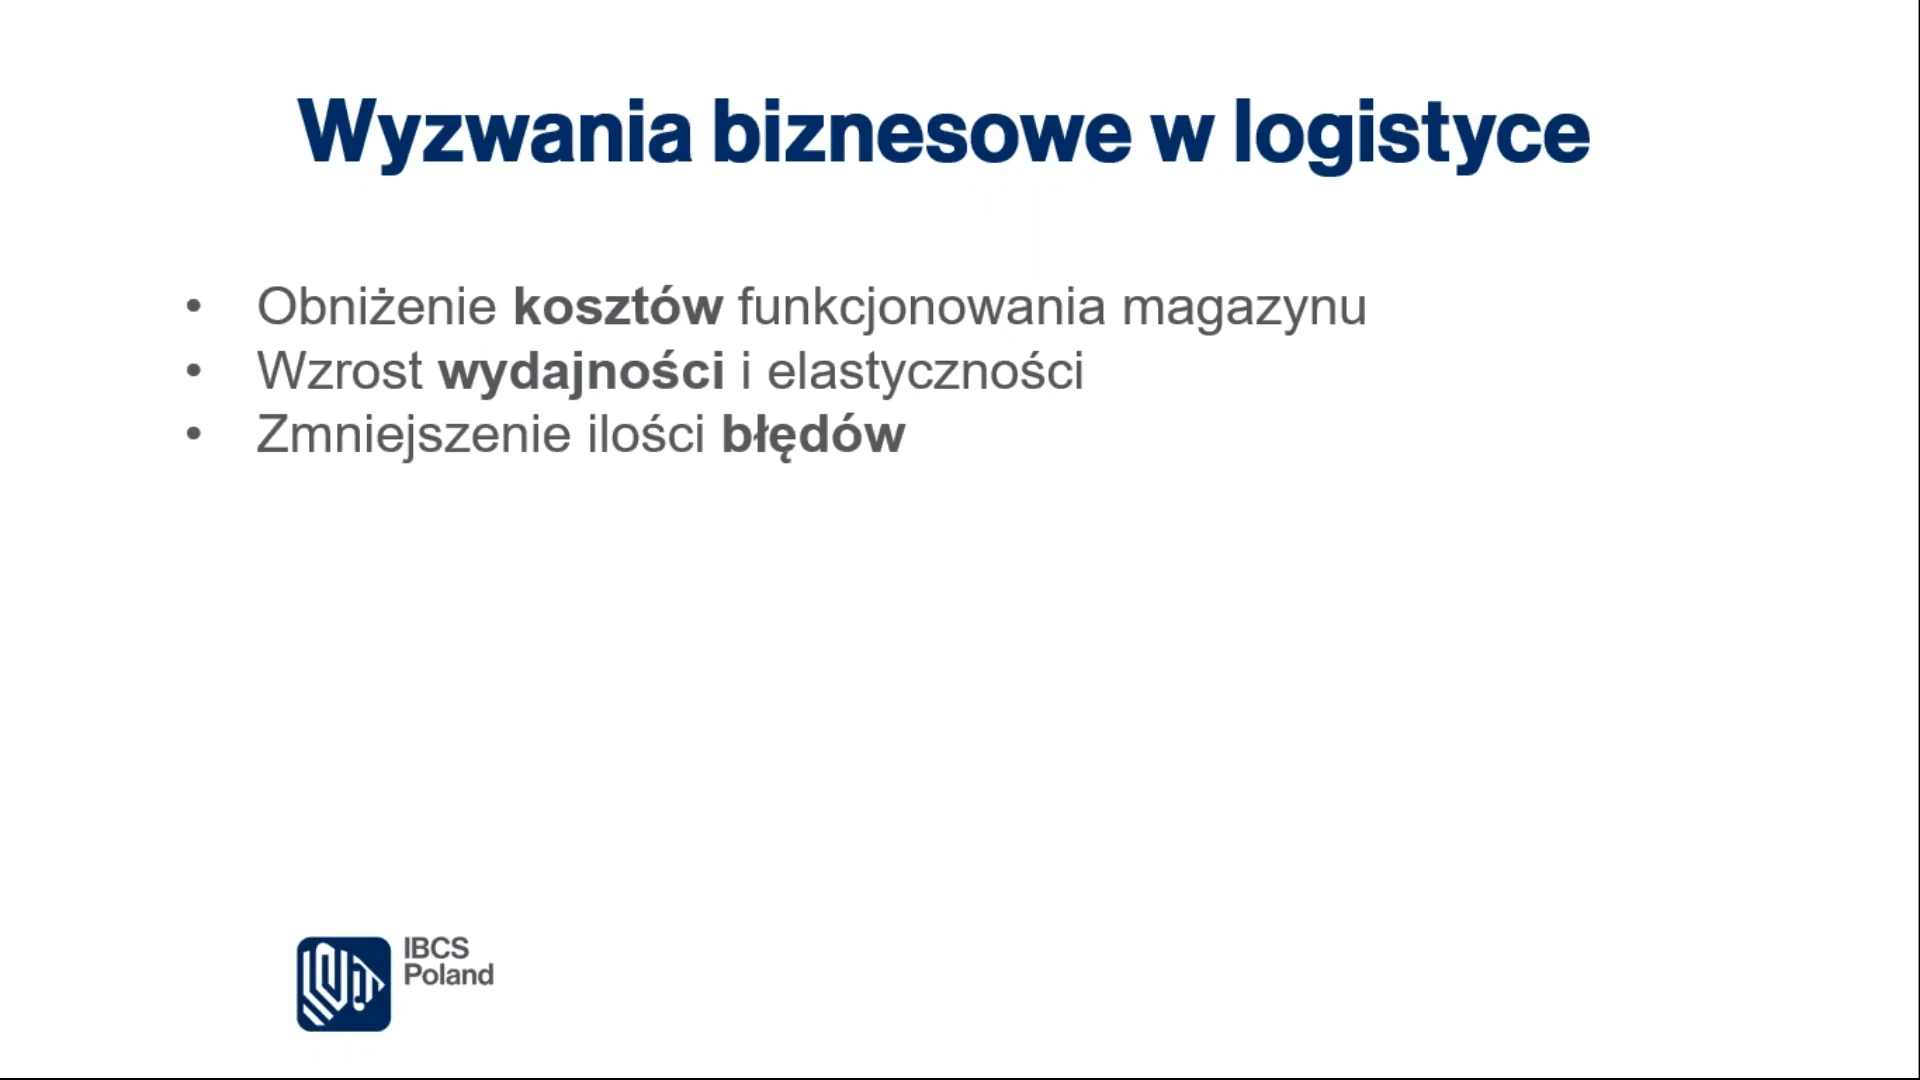 Wyzwania biznesowe w logistyce
• Obniżenie kosztów funkcjonowania magazynu
• Wzrost wydajności i elastyczności
• Zmniejszenie ilości błędów
IBCS
Poland